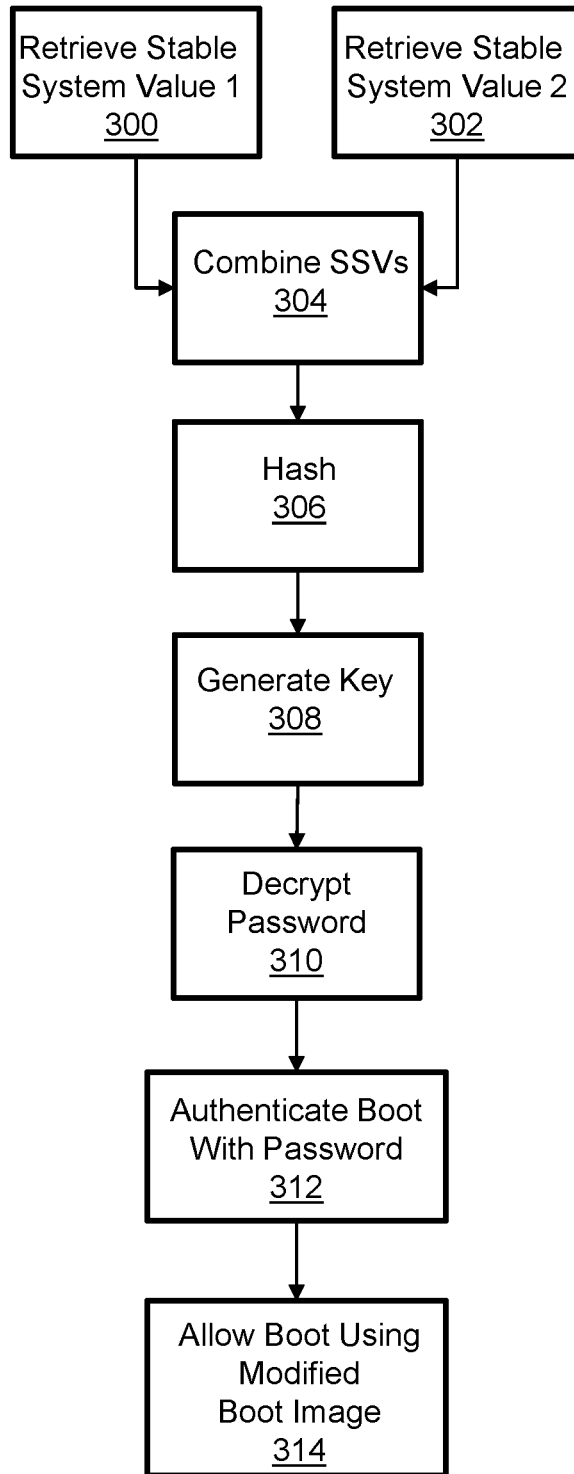 Retrieve Stable
System Value 1
300
Retrieve Stable
System Value 2
302
Combine SSVs
304
Hash
306
Generate Key
308
Decrypt
Password
310
Authenticate Boot
With Password
312
Allow Boot Using
Modified
Boot Image
314